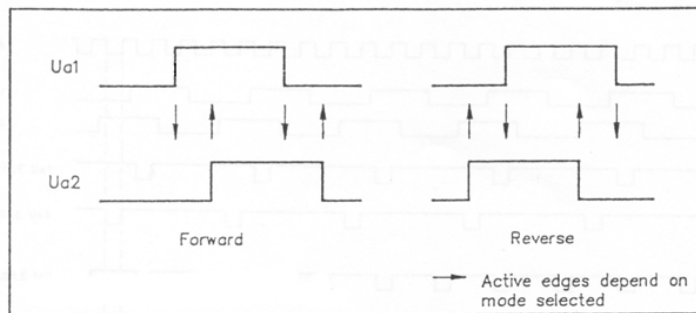 Ua1
Ua2
Forward
Reverse
Active edges depend on
mode selected